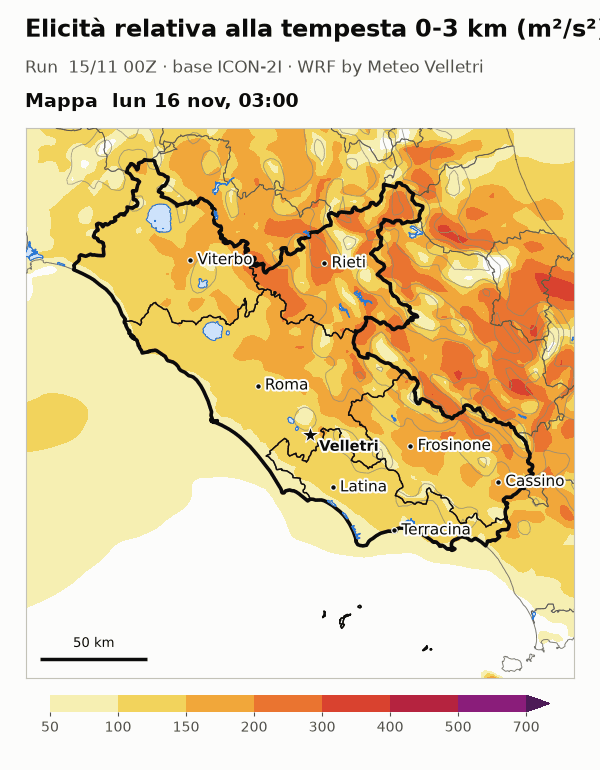 Elicità relativa alla tempesta 0-3 km (m²/s²)
Run 15/11 00Z · base ICON-2I · WRF by Meteo Velletri
Mappa lun 16 nov, 03:00
Viterbo
Rieti
Roma
Velletri
Frosinone
Latina
Cassino
Terracina
50 km
50 100 150 200 300 400 500 700